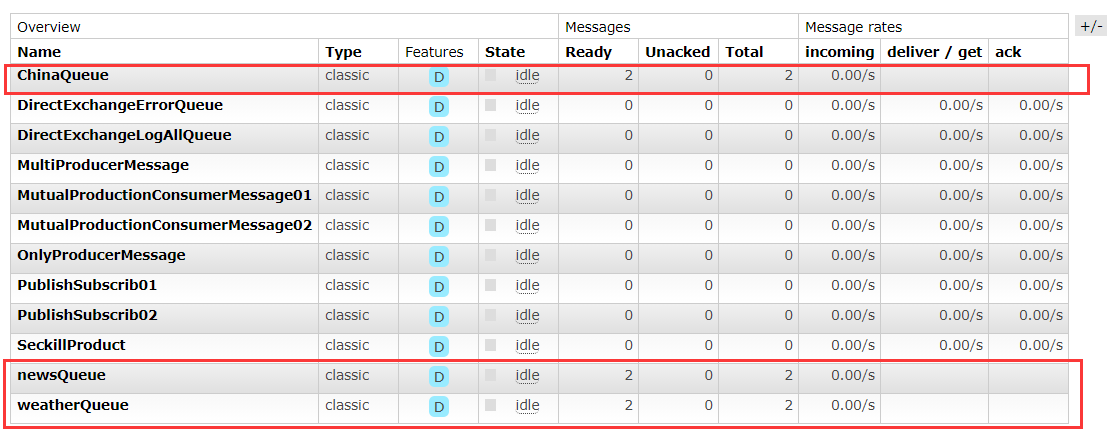 Overview Messages Message rates +/-
Name Type Features State Ready Unacked Total incoming deliver / get ack
ChinaQueue classic D idle 2 0 2 0.00/s
DirectExchangeErrorQueue classic D idle 0 0 0 0.00/s 0.00/s 0.00/s
DirectExchangeLogAllQueue classic D idle 0 0 0 0.00/s 0.00/s 0.00/s
MultiProducerMessage classic D idle 0 0 0 0.00/s 0.00/s 0.00/s
MutualProductionConsumerMessage01 classic D idle 0 0 0 0.00/s 0.00/s 0.00/s
MutualProductionConsumerMessage02 classic D idle 0 0 0 0.00/s 0.00/s 0.00/s
OnlyProducerMessage classic D idle 0 0 0 0.00/s 0.00/s 0.00/s
PublishSubscrib01 classic D idle 0 0 0 0.00/s 0.00/s 0.00/s
PublishSubscrib02 classic D idle 0 0 0 0.00/s 0.00/s 0.00/s
SeckillProduct classic D idle 0 0 0 0.00/s 0.00/s 0.00/s
newsQueue classic D idle 2 0 2 0.00/s
weatherQueue classic D idle 2 0 2 0.00/s